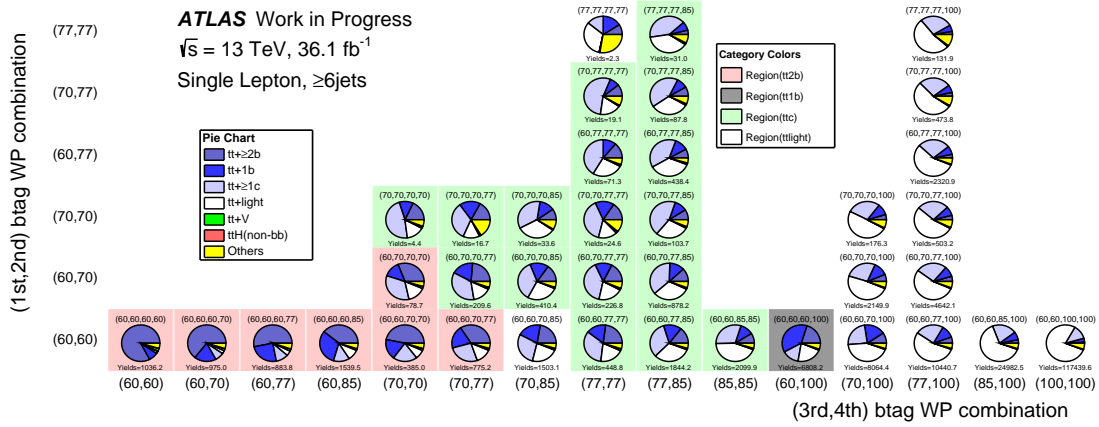 ATLAS Work in Progress
√s = 13 TeV, 36.1 fb-1
Single Lepton, ≥6jets
(1st,2nd) btag WP combination
Pie Chart
tt+≥2b
tt+1b
tt+≥1c
tt+light
tt+V
ttH(non-bb)
Others
Category Colors
Region(tt2b)
Region(tt1b)
Region(ttc)
Region(ttlight)
(77,77)
(77,77,77,77) (77,77,77,85) (77,77,77,100)
Yields=2.3 Yields=31.0 Yields=131.9
(70,77)
(70,77,77,77) (70,77,77,85) (70,77,77,100)
Yields=19.1 Yields=87.8 Yields=473.8
(60,77)
(60,77,77,77) (60,77,77,85) (60,77,77,100)
Yields=71.3 Yields=438.4 Yields=2320.9
(70,70)
(70,70,70,70) (70,70,70,77) (70,70,70,85) (70,70,77,77) (70,70,77,85) (70,70,70,100) (70,70,77,100)
Yields=4.4 Yields=16.7 Yields=33.6 Yields=24.6 Yields=103.7 Yields=176.3 Yields=503.2
(60,70)
(60,70,70,70) (60,70,70,77) (60,70,70,85) (60,70,77,77) (60,70,77,85) (60,70,70,100) (60,70,77,100)
Yields=78.7 Yields=209.6 Yields=410.4 Yields=226.8 Yields=878.2 Yields=2149.9 Yields=4642.1
(60,60)
(60,60,60,60) (60,60,60,70) (60,60,60,77) (60,60,60,85) (60,60,70,70) (60,60,70,77) (60,60,70,85) (60,60,77,77) (60,60,77,85) (60,60,85,85) (60,60,60,100) (60,60,70,100) (60,60,77,100) (60,60,85,100) (60,60,100,100)
Yields=1036.2 Yields=975.0 Yields=883.8 Yields=1539.5 Yields=385.0 Yields=775.2 Yields=1503.1 Yields=448.8 Yields=1844.2 Yields=2099.9 Yields=6808.2 Yields=8064.4 Yields=10440.7 Yields=24982.5 Yields=117439.6
(60,60) (60,70) (60,77) (60,85) (70,70) (70,77) (70,85) (77,77) (77,85) (85,85) (60,100) (70,100) (77,100) (85,100) (100,100)
(3rd,4th) btag WP combination